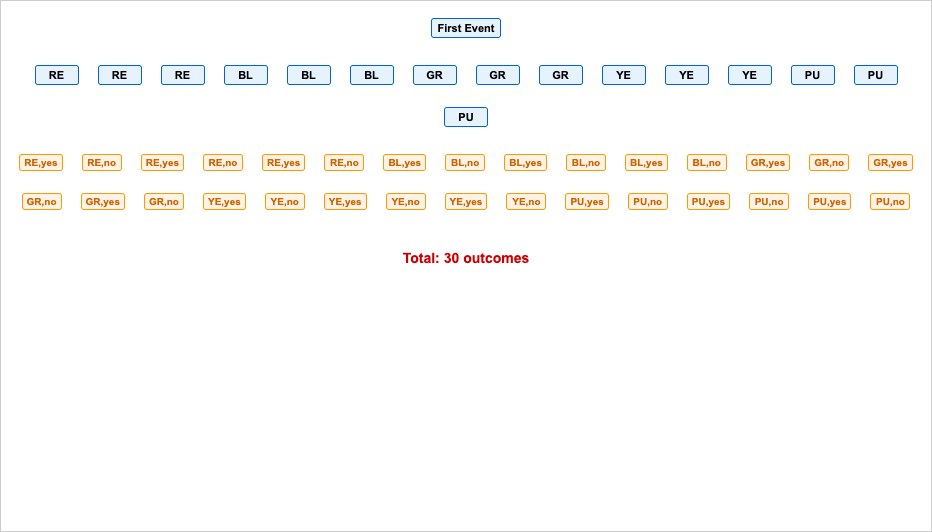 First Event
RE RE RE BL BL BL GR GR GR YE YE YE PU PU
PU
RE,yes RE,no RE,yes RE,no RE,yes RE,no BL,yes BL,no BL,yes BL,no BL,yes BL,no GR,yes GR,no GR,yes
GR,no GR,yes GR,no YE,yes YE,no YE,yes YE,no YE,yes YE,no PU,yes PU,no PU,yes PU,no PU,yes PU,no
Total: 30 outcomes